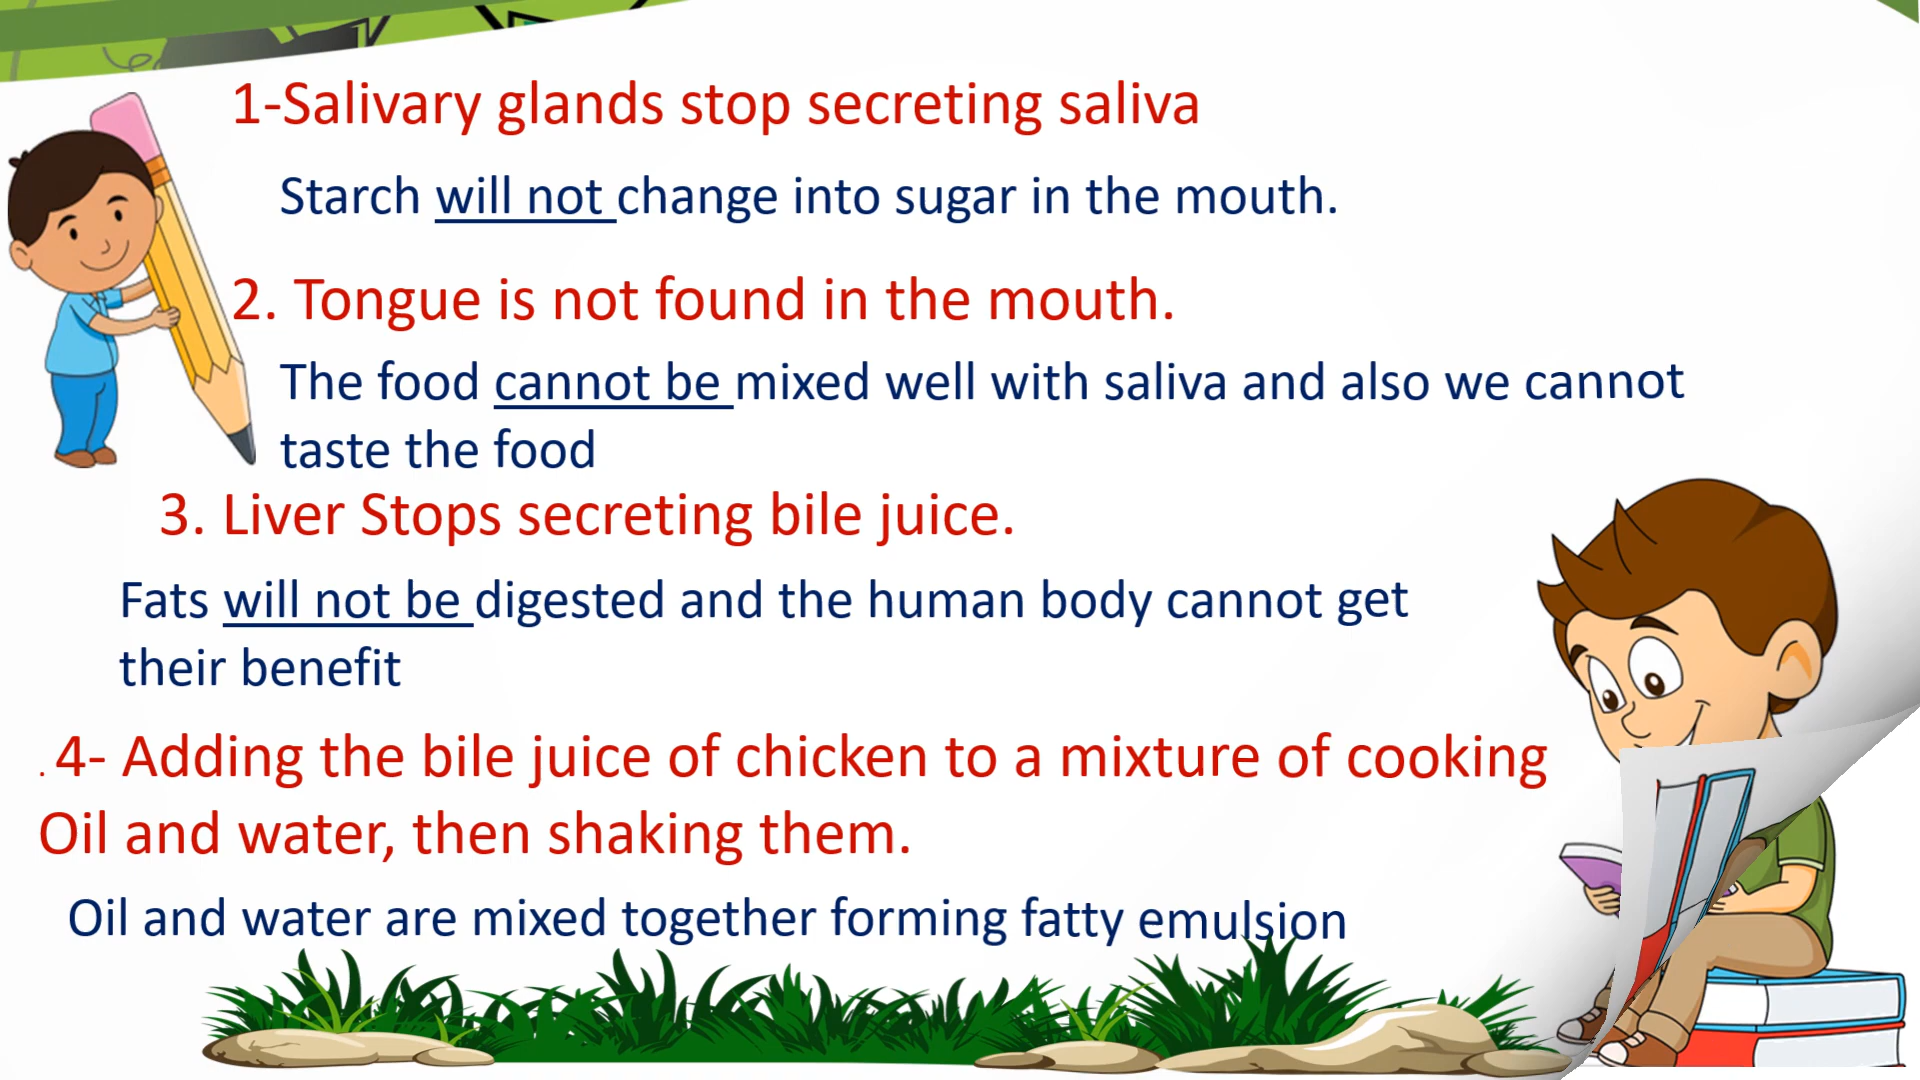 1-Salivary glands stop secreting saliva
Starch will not change into sugar in the mouth.
2. Tongue is not found in the mouth.
The food cannot be mixed well with saliva and also we cannot
taste the food
3. Liver Stops secreting bile juice.
Fats will not be digested and the human body cannot get
their benefit
. 4- Adding the bile juice of chicken to a mixture of cooking
Oil and water, then shaking them.
Oil and water are mixed together forming fatty emulsion